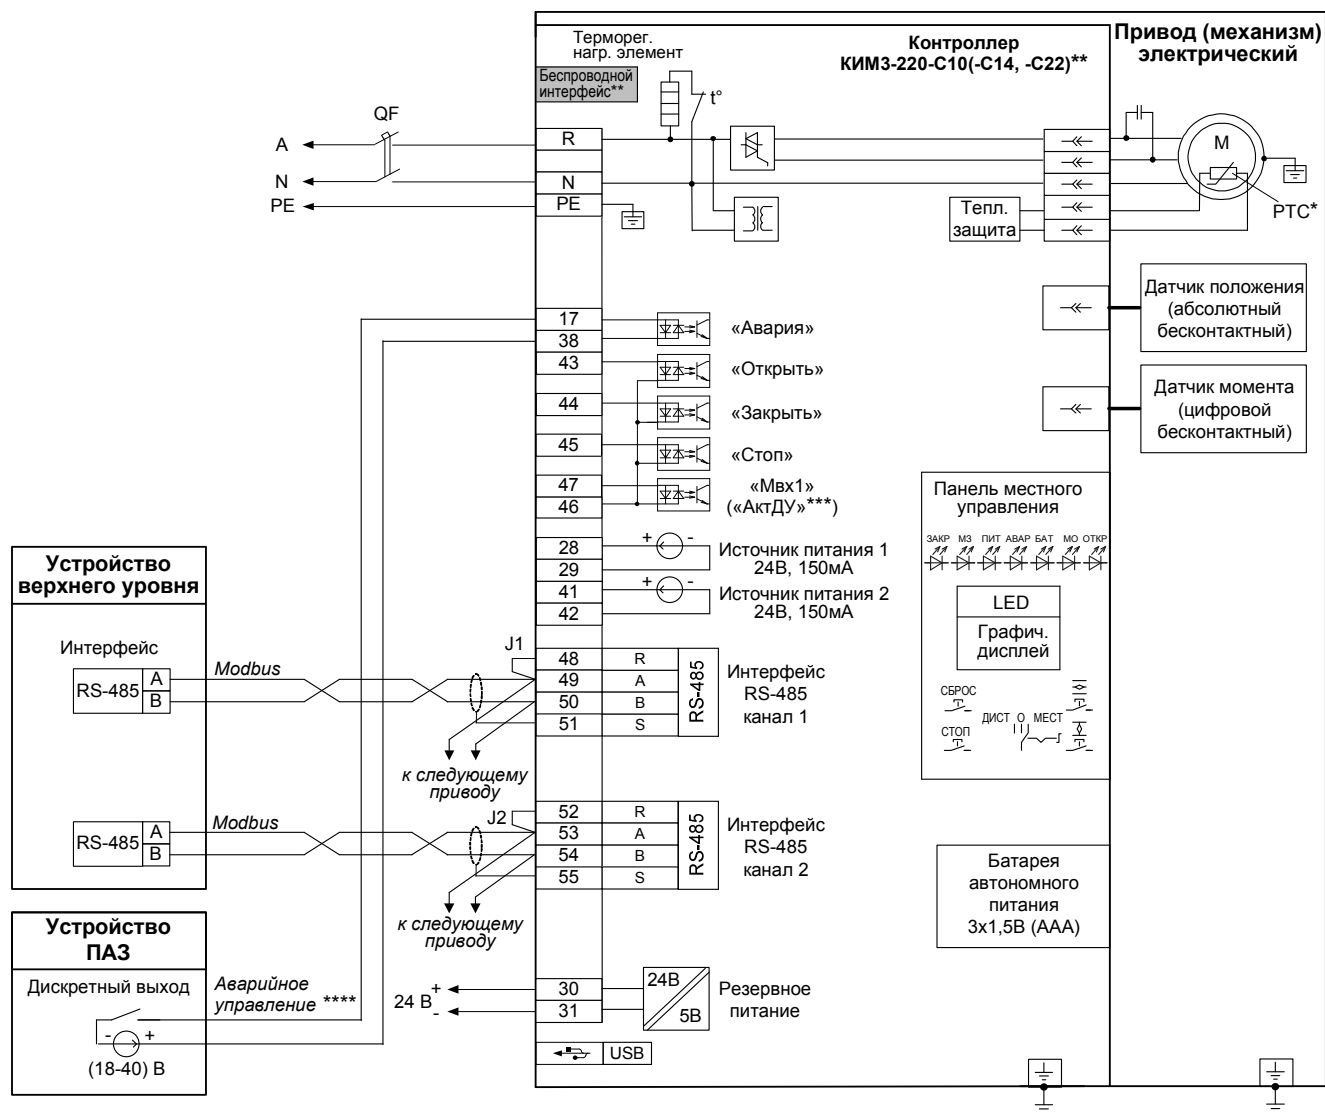 Терморег.
нагр. элемент
Контроллер
КИМ3-220-С10(-С14, -С22)**
Привод (механизм)
электрический
Беспроводной
интерфейс**
t°
QF
A
N
PE
R
N
PE
M
PTC*
Тепл.
защита
Датчик положения
(абсолютный
бесконтактный)
Датчик момента
(цифровой
бесконтактный)
17
38
43
44
45
47
46
«Авария»
«Открыть»
«Закрыть»
«Стоп»
«Мвх1»
(«АктДУ»***)
28
29
41
42
+ -
Источник питания 1
24В, 150мА
+ -
Источник питания 2
24В, 150мА
Панель местного
управления
ЗАКР МЗ ПИТ АВАР БАТ МО ОТКР
LED
Графич.
дисплей
СБРОС
СТОП
ДИСТ О МЕСТ
Устройство
верхнего уровня
Интерфейс
RS-485
A
B
Modbus
J1
48 R
49 A
50 B
51 S
RS-485
Интерфейс
RS-485
канал 1
к следующему
приводу
RS-485
A
B
Modbus
J2
52 R
53 A
54 B
55 S
RS-485
Интерфейс
RS-485
канал 2
к следующему
приводу
Батарея
автономного
питания
3х1,5В (ААА)
Устройство
ПАЗ
Дискретный выход
- +
(18-40) В
Аварийное
управление ****
24 В
+
-
30
31
24В
5В
Резервное
питание
USB